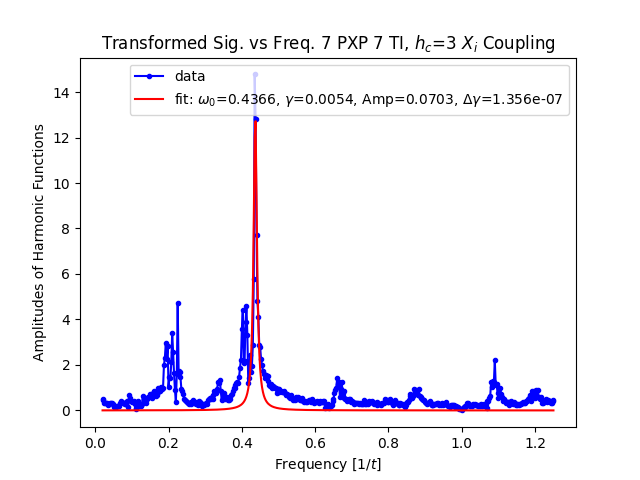 Transformed Sig. vs Freq. 7 PXP 7 TI, $h_c$=3 $X_i$ Coupling
data
fit: $\omega_0$=0.4366, $\gamma$=0.0054, Amp=0.0703, $\Delta\gamma$=1.356e-07
Amplitudes of Harmonic Functions
14
12
10
8
6
4
2
0
0.0 0.2 0.4 0.6 0.8 1.0 1.2
Frequency [1/$t$]